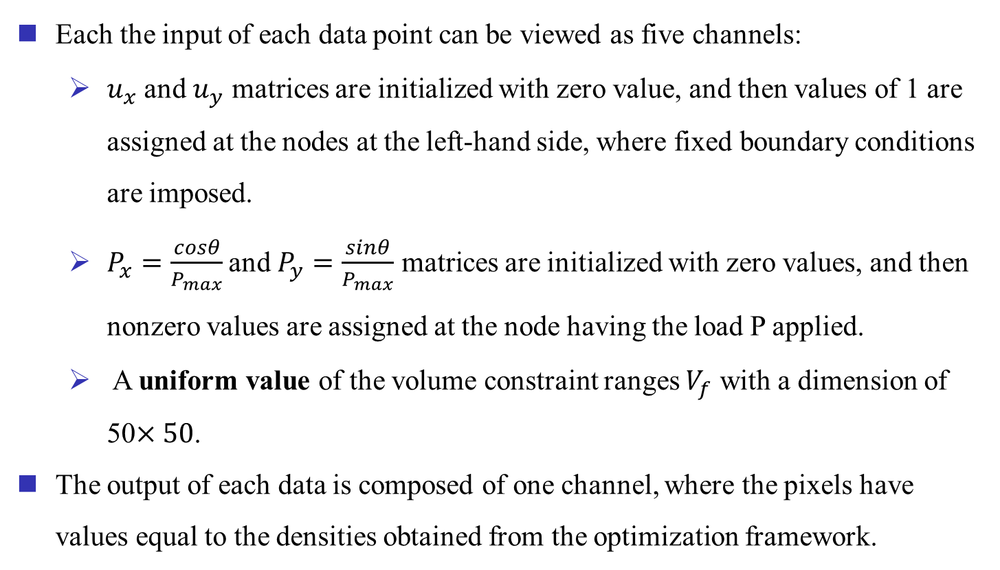 ■ Each the input of each data point can be viewed as five channels:
➢ 𝑢ₓ and 𝑢ᵧ matrices are initialized with zero value, and then values of 1 are
assigned at the nodes at the left-hand side, where fixed boundary conditions
are imposed.
➢ $P_x = \frac{cos\theta}{P_{max}}$ and $P_y = \frac{sin\theta}{P_{max}}$ matrices are initialized with zero values, and then
nonzero values are assigned at the node having the load P applied.
➢ A uniform value of the volume constraint ranges $V_f$ with a dimension of
50× 50.
■ The output of each data is composed of one channel, where the pixels have
values equal to the densities obtained from the optimization framework.